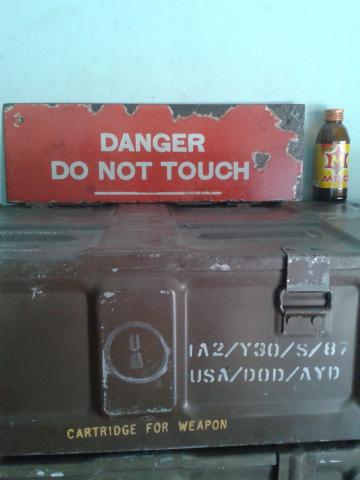 DANGER
DO NOT TOUCH
M
1A2/Y30/S/87
USA/DOD/AYD
CARTRIDGE FOR WEAPON